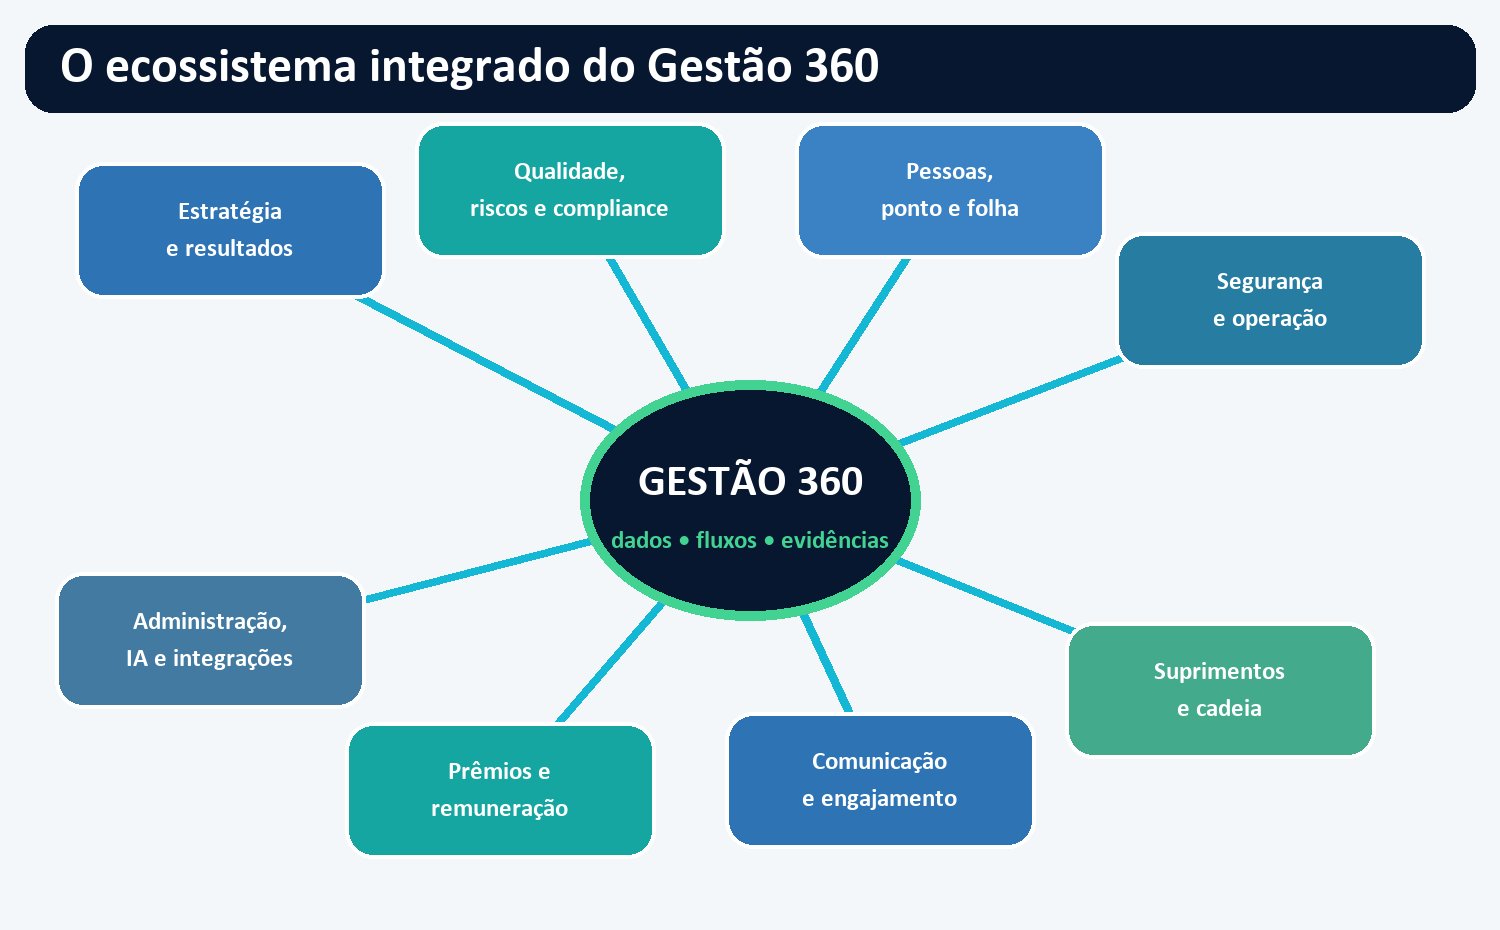 O ecossistema integrado do Gestão 360
Estratégia
e resultados
Qualidade,
riscos e compliance
Pessoas,
ponto e folha
Segurança
e operação
GESTÃO 360
dados • fluxos • evidências
Administração,
IA e integrações
Prêmios e
remuneração
Comunicação
e engajamento
Suprimentos
e cadeia